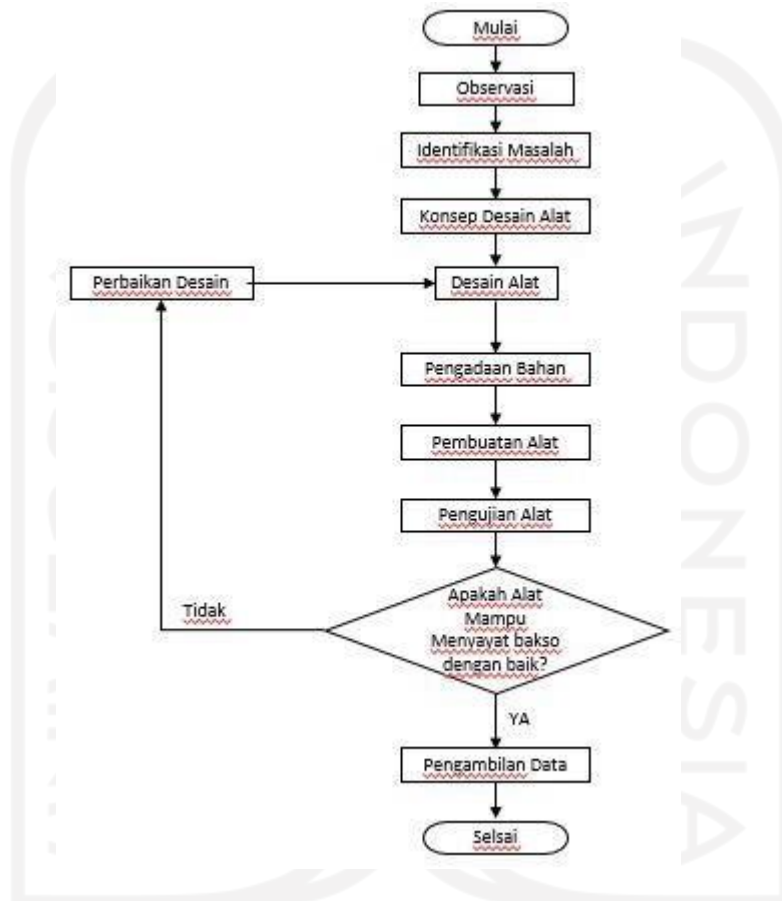 Mulai
Observasi
Identifikasi Masalah
Konsep Desain Alat
Perbaikan Desain
Desain Alat
Pengadaan Bahan
Pembuatan Alat
Pengujian Alat
Apakah Alat
Mampu
Menyayat bakso
dengan baik?
Tidak
YA
Pengambilan Data
Selsai